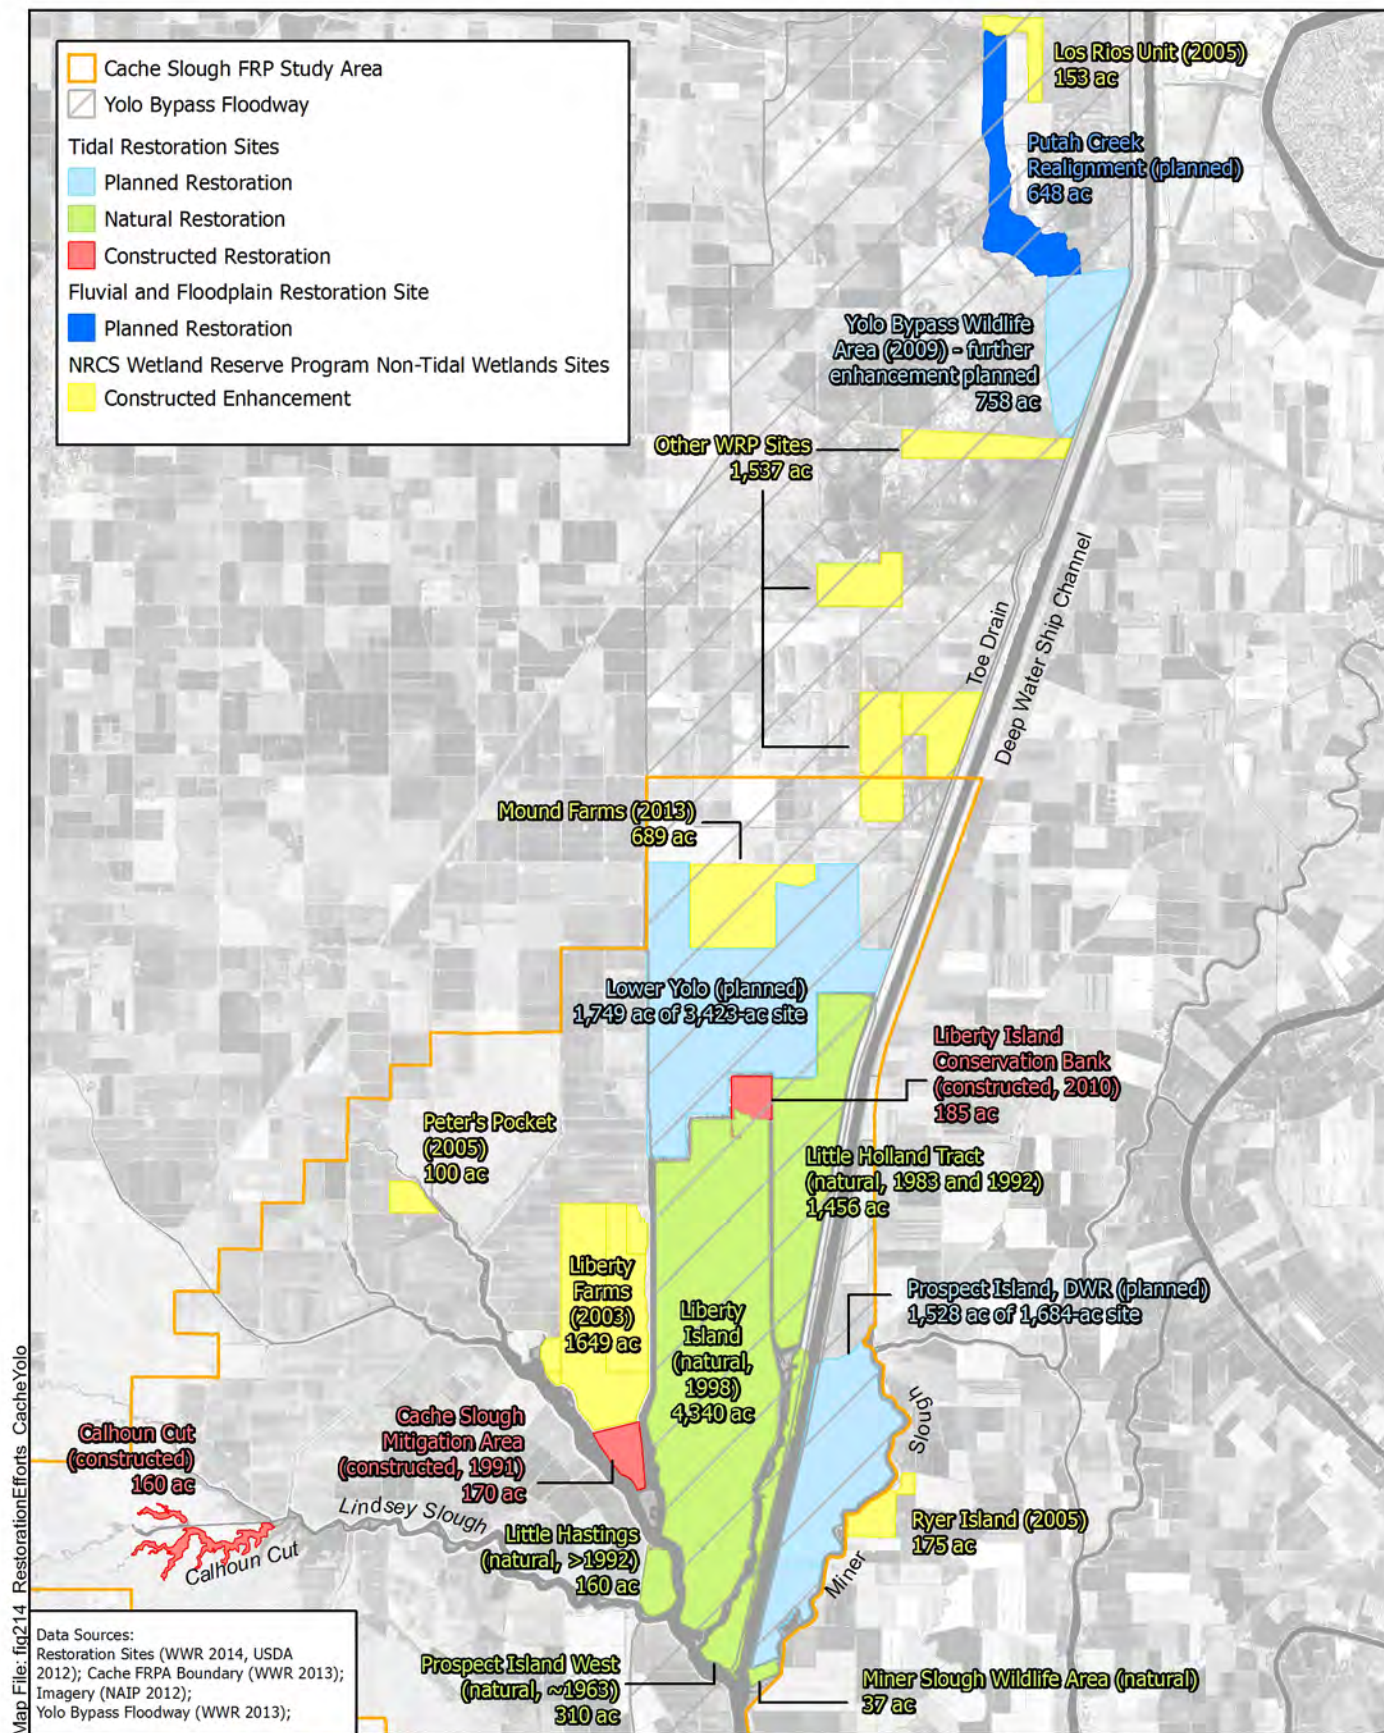 Cache Slough FRP Study Area
Yolo Bypass Floodway
Tidal Restoration Sites
Planned Restoration
Natural Restoration
Constructed Restoration
Fluvial and Floodplain Restoration Site
Planned Restoration
NRCS Wetland Reserve Program Non-Tidal Wetlands Sites
Constructed Enhancement
Los Rios Unit (2005)
153 ac
Putah Creek
Realignment (planned)
648 ac
Yolo Bypass Wildlife
Area (2009) - further
enhancement planned
758 ac
Other WRP Sites
1,537 ac
Toe Drain
Deep Water Ship Channel
Mound Farms (2013)
689 ac
Lower Yolo (planned)
1,749 ac of 3,423-ac site
Liberty Island
Conservation Bank
(constructed, 2010)
185 ac
Peter's Pocket
(2005)
100 ac
Little Holland Tract
(natural, 1983 and 1992)
1,456 ac
Liberty
Farms
(2003)
1649 ac
Prospect Island, DWR (planned)
1,528 ac of 1,684-ac site
Liberty
Island
(natural,
1998)
4,340 ac
Cache Slough
Mitigation Area
(constructed, 1991)
170 ac
Calhoun Cut
(constructed)
160 ac
Lindsey Slough
Calhoun Cut
Little Hastings
(natural, >1992)
160 ac
Miner
Slough
Ryer Island (2005)
175 ac
Prospect Island West
(natural, ~1963)
310 ac
Miner Slough Wildlife Area (natural)
37 ac
Data Sources:
Restoration Sites (WWR 2014, USDA
2012); Cache FRPA Boundary (WWR 2013);
Imagery (NAIP 2012);
Yolo Bypass Floodway (WWR 2013);
Map File: fig214_RestorationEfforts_CacheYolo